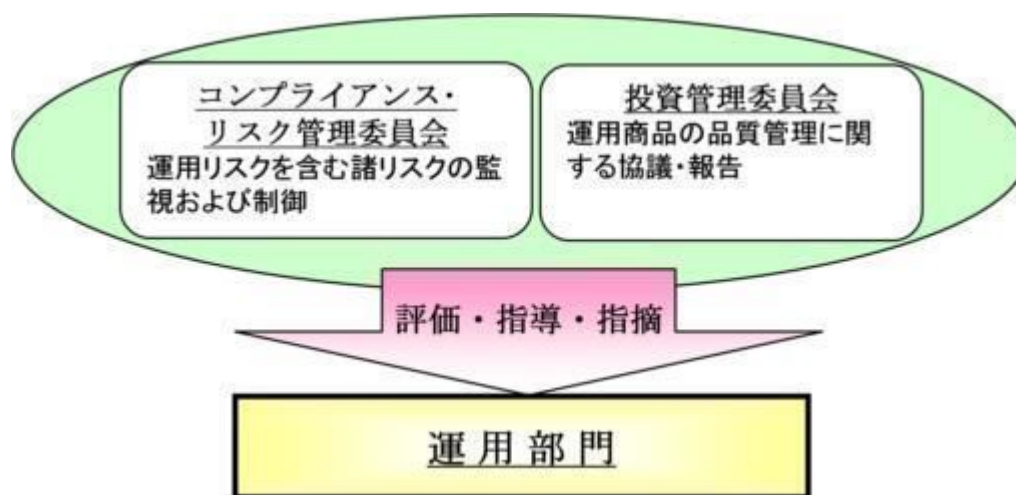 コンプライアンス・
リスク管理委員会
運用リスクを含む諸リスクの監
視および制御
投資管理委員会
運用商品の品質管理に関
する協議・報告
評価・指導・指摘
運用部門